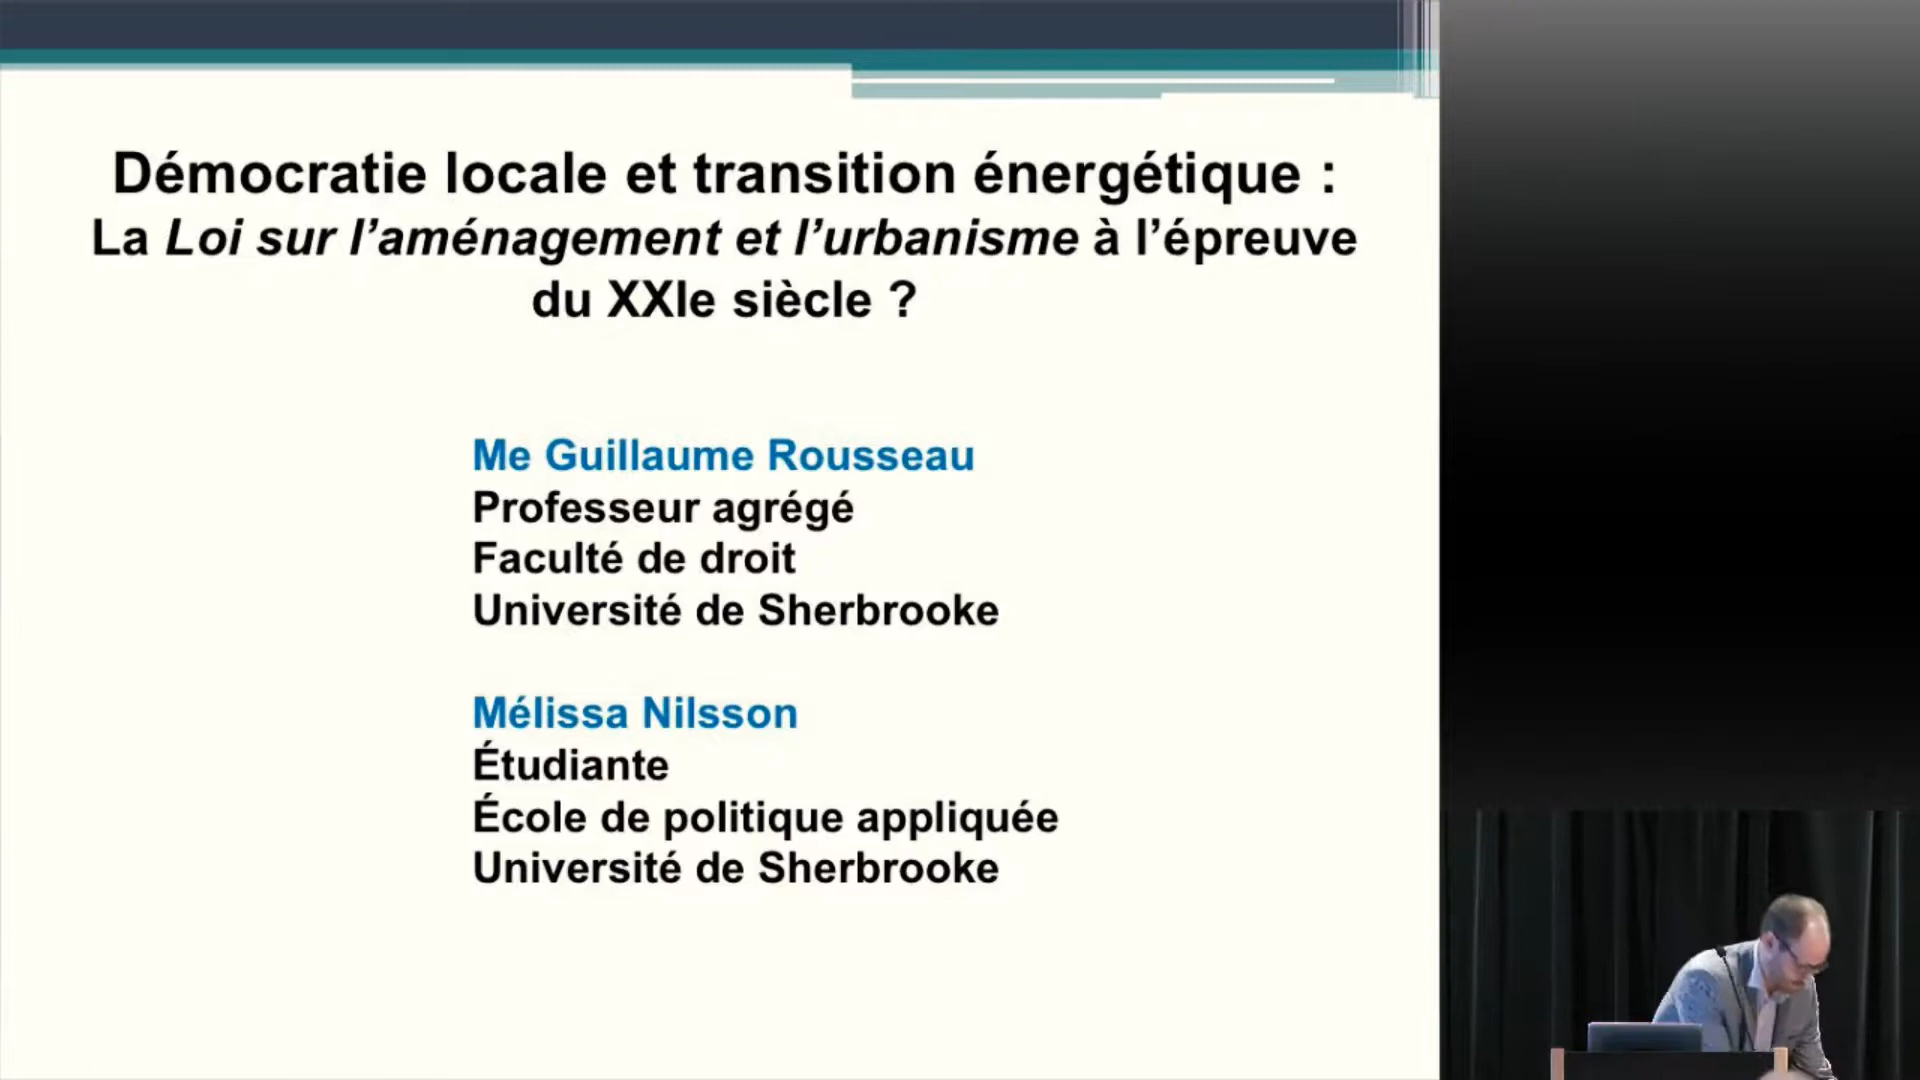 Démocratie locale et transition énergétique :
La Loi sur l’aménagement et l’urbanisme à l’épreuve
du XXIe siècle ?
Me Guillaume Rousseau
Professeur agrégé
Faculté de droit
Université de Sherbrooke
Mélissa Nilsson
Étudiante
École de politique appliquée
Université de Sherbrooke